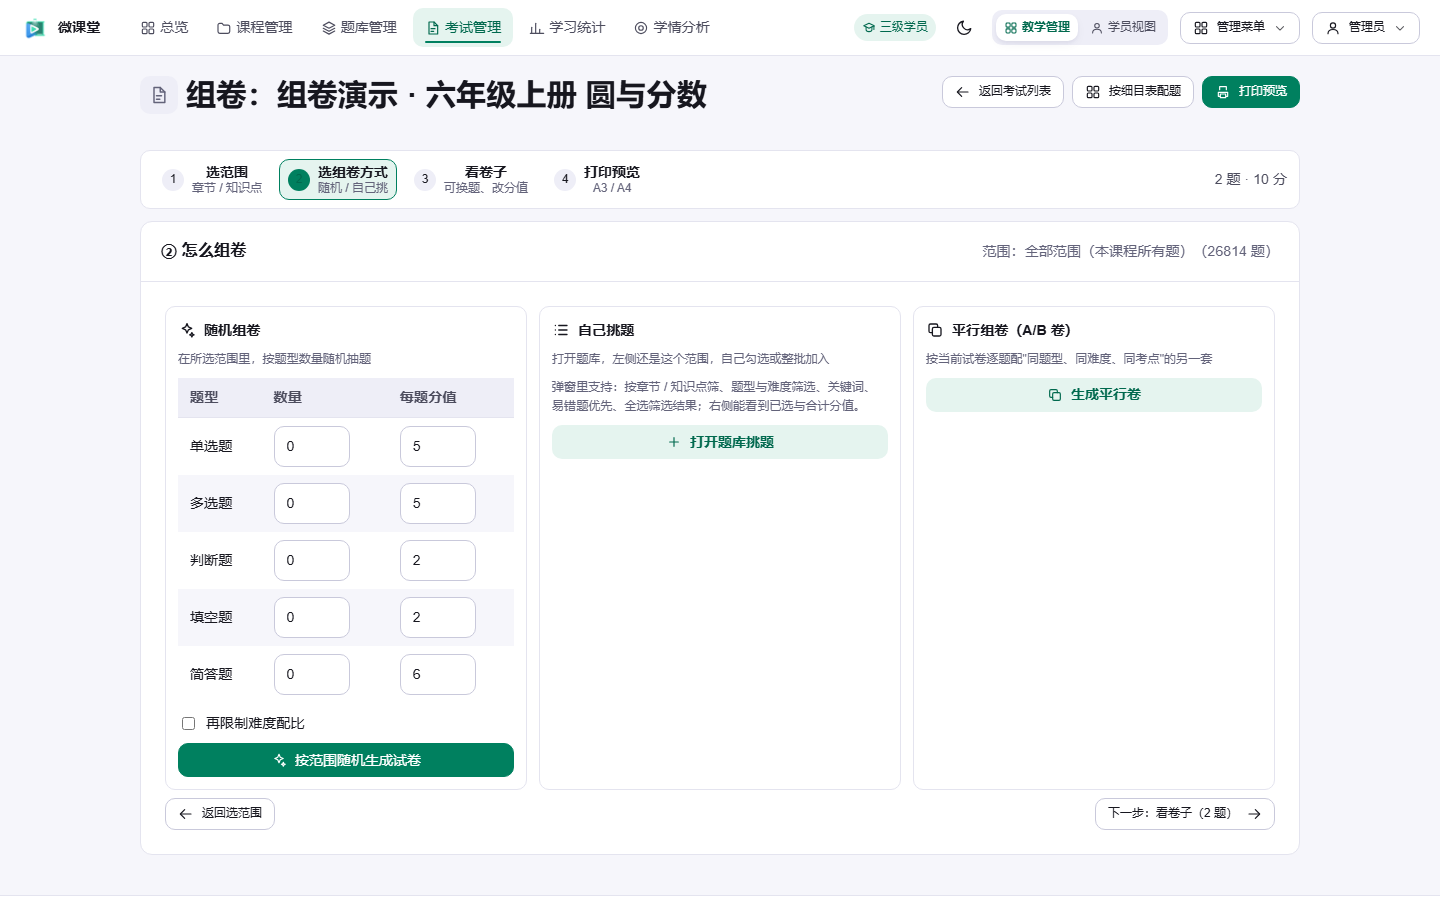 微课堂
总览
课程管理
题库管理
考试管理
学习统计
学情分析
三级学员
教学管理
学员视图
管理菜单
管理员
组卷：组卷演示 · 六年级上册 圆与分数
返回考试列表
按细目表配题
打印预览
1 选范围
章节 / 知识点
2 选组卷方式
随机 / 自己挑
3 看卷子
可换题、改分值
4 打印预览
A3 / A4
2 题 · 10 分
② 怎么组卷
范围：全部范围（本课程所有题）（26814 题）
随机组卷
在所选范围里，按题型数量随机抽题
题型 数量 每题分值
单选题 0 5
多选题 0 5
判断题 0 2
填空题 0 2
简答题 0 6
再限制难度配比
按范围随机生成试卷
自己挑题
打开题库，左侧还是这个范围，自己勾选或整批加入
弹窗里支持：按章节 / 知识点筛、题型与难度筛选、关键词、
易错题优先、全选筛选结果；右侧能看到已选与合计分值。
打开题库挑题
平行组卷（A/B 卷）
按当前试卷逐题配"同题型、同难度、同考点"的另一套
生成平行卷
返回选范围
下一步：看卷子（2 题）